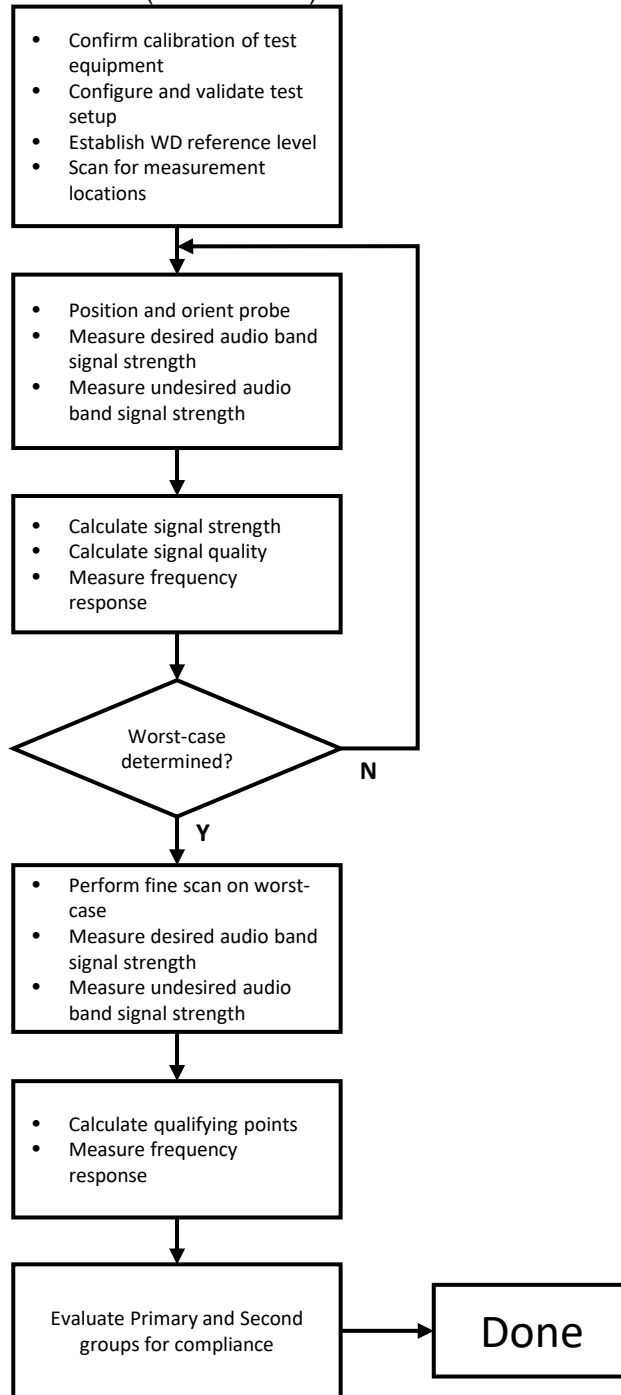 • Confirm calibration of test
equipment
• Configure and validate test
setup
• Establish WD reference level
• Scan for measurement
locations
• Position and orient probe
• Measure desired audio band
signal strength
• Measure undesired audio
band signal strength
• Calculate signal strength
• Calculate signal quality
• Measure frequency
response
Worst-case
determined?
N
Y
• Perform fine scan on worst-
case
• Measure desired audio band
signal strength
• Measure undesired audio
band signal strength
• Calculate qualifying points
• Measure frequency
response
Evaluate Primary and Second
groups for compliance
Done